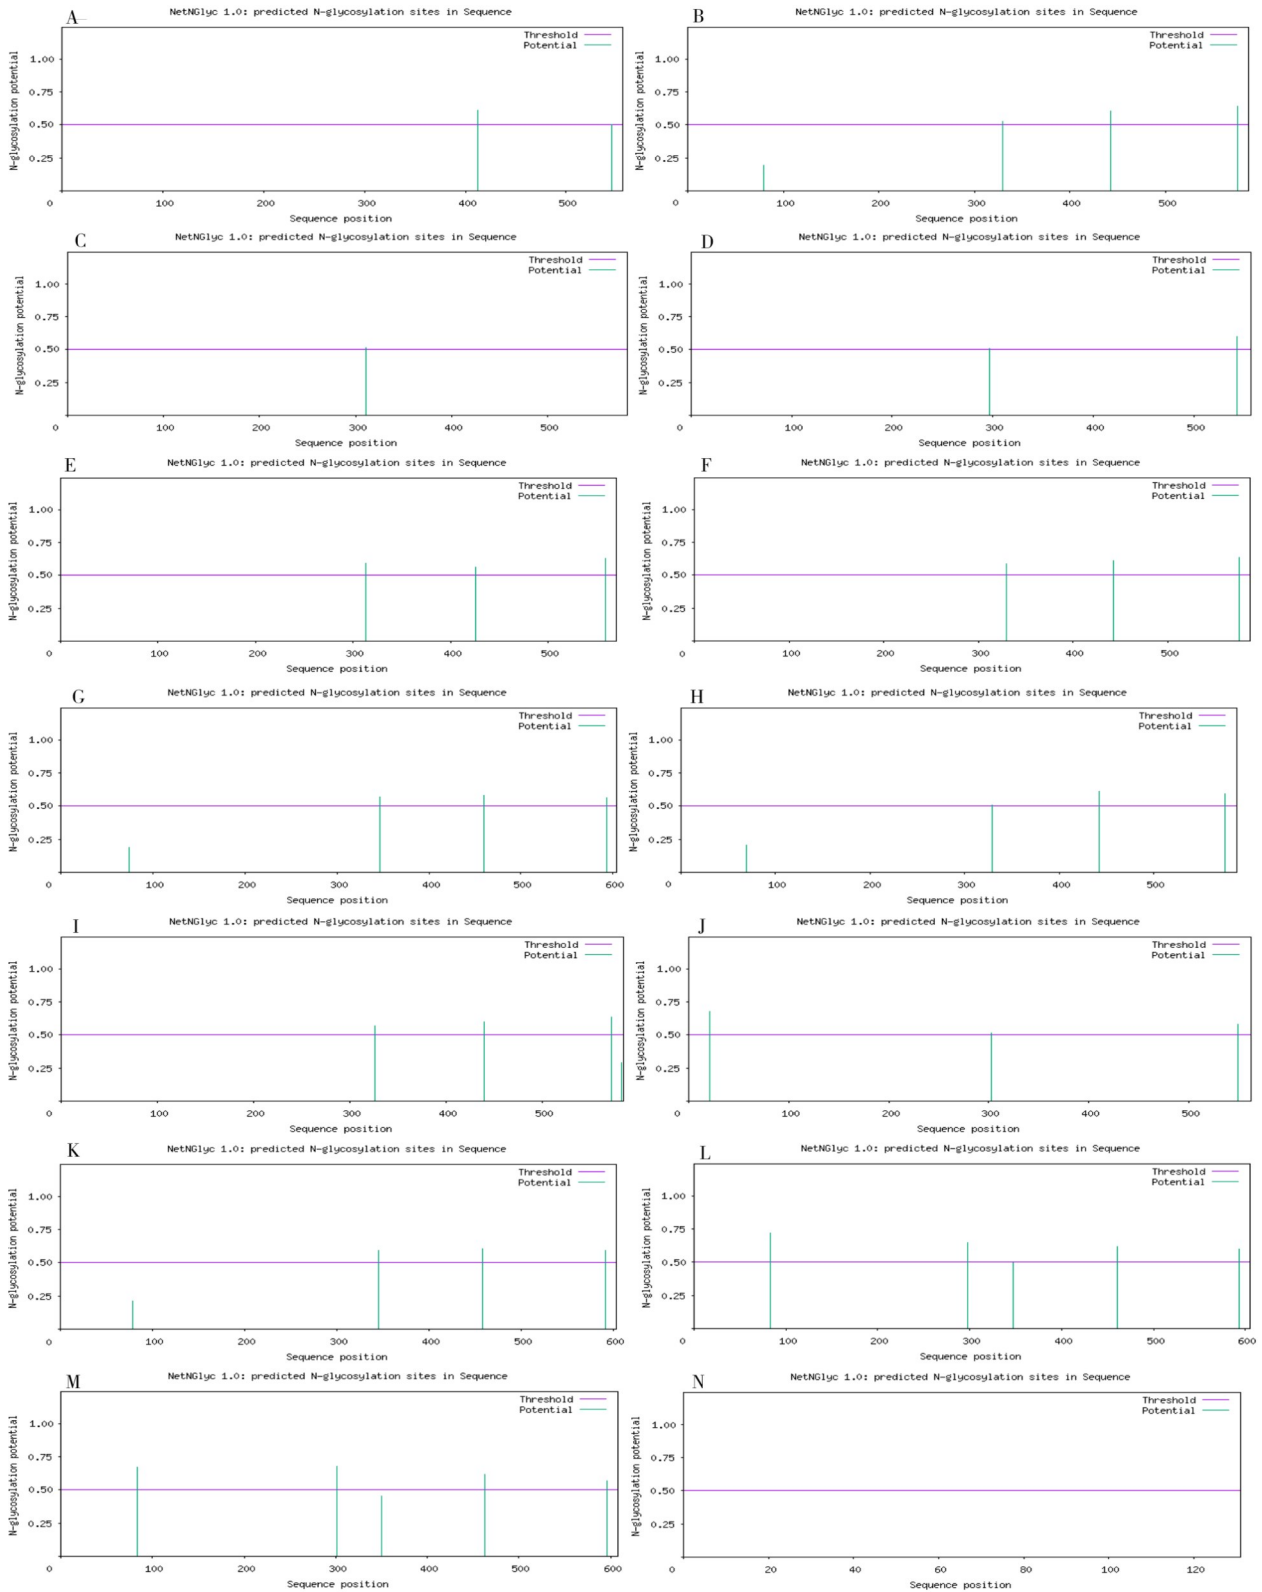 A
NetNGlyc 1.0: predicted N-glycosylation sites in Sequence
N-glycosylation potential
Threshold
Potential
1.00
0.75
0.50
0.25
0
100
200
300
400
500
Sequence position
B
NetNGlyc 1.0: predicted N-glycosylation sites in Sequence
N-glycosylation potential
Threshold
Potential
1.00
0.75
0.50
0.25
0
100
200
300
400
500
Sequence position
C
NetNGlyc 1.0: predicted N-glycosylation sites in Sequence
N-glycosylation potential
Threshold
Potential
1.00
0.75
0.50
0.25
0
100
200
300
400
500
Sequence position
D
NetNGlyc 1.0: predicted N-glycosylation sites in Sequence
N-glycosylation potential
Threshold
Potential
1.00
0.75
0.50
0.25
0
100
200
300
400
500
Sequence position
E
NetNGlyc 1.0: predicted N-glycosylation sites in Sequence
N-glycosylation potential
Threshold
Potential
1.00
0.75
0.50
0.25
0
100
200
300
400
500
Sequence position
F
NetNGlyc 1.0: predicted N-glycosylation sites in Sequence
N-glycosylation potential
Threshold
Potential
1.00
0.75
0.50
0.25
0
100
200
300
400
500
Sequence position
G
NetNGlyc 1.0: predicted N-glycosylation sites in Sequence
N-glycosylation potential
Threshold
Potential
1.00
0.75
0.50
0.25
0
100
200
300
400
500
600
Sequence position
H
NetNGlyc 1.0: predicted N-glycosylation sites in Sequence
N-glycosylation potential
Threshold
Potential
1.00
0.75
0.50
0.25
0
100
200
300
400
500
Sequence position
I
NetNGlyc 1.0: predicted N-glycosylation sites in Sequence
N-glycosylation potential
Threshold
Potential
1.00
0.75
0.50
0.25
0
100
200
300
400
500
Sequence position
J
NetNGlyc 1.0: predicted N-glycosylation sites in Sequence
N-glycosylation potential
Threshold
Potential
1.00
0.75
0.50
0.25
0
100
200
300
400
500
Sequence position
K
NetNGlyc 1.0: predicted N-glycosylation sites in Sequence
N-glycosylation potential
Threshold
Potential
1.00
0.75
0.50
0.25
0
100
200
300
400
500
600
Sequence position
L
NetNGlyc 1.0: predicted N-glycosylation sites in Sequence
N-glycosylation potential
Threshold
Potential
1.00
0.75
0.50
0.25
0
100
200
300
400
500
600
Sequence position
M
NetNGlyc 1.0: predicted N-glycosylation sites in Sequence
N-glycosylation potential
Threshold
Potential
1.00
0.75
0.50
0.25
0
100
200
300
400
500
600
Sequence position
N
NetNGlyc 1.0: predicted N-glycosylation sites in Sequence
N-glycosylation potential
Threshold
Potential
1.00
0.75
0.50
0.25
0
20
40
60
80
100
120
Sequence position